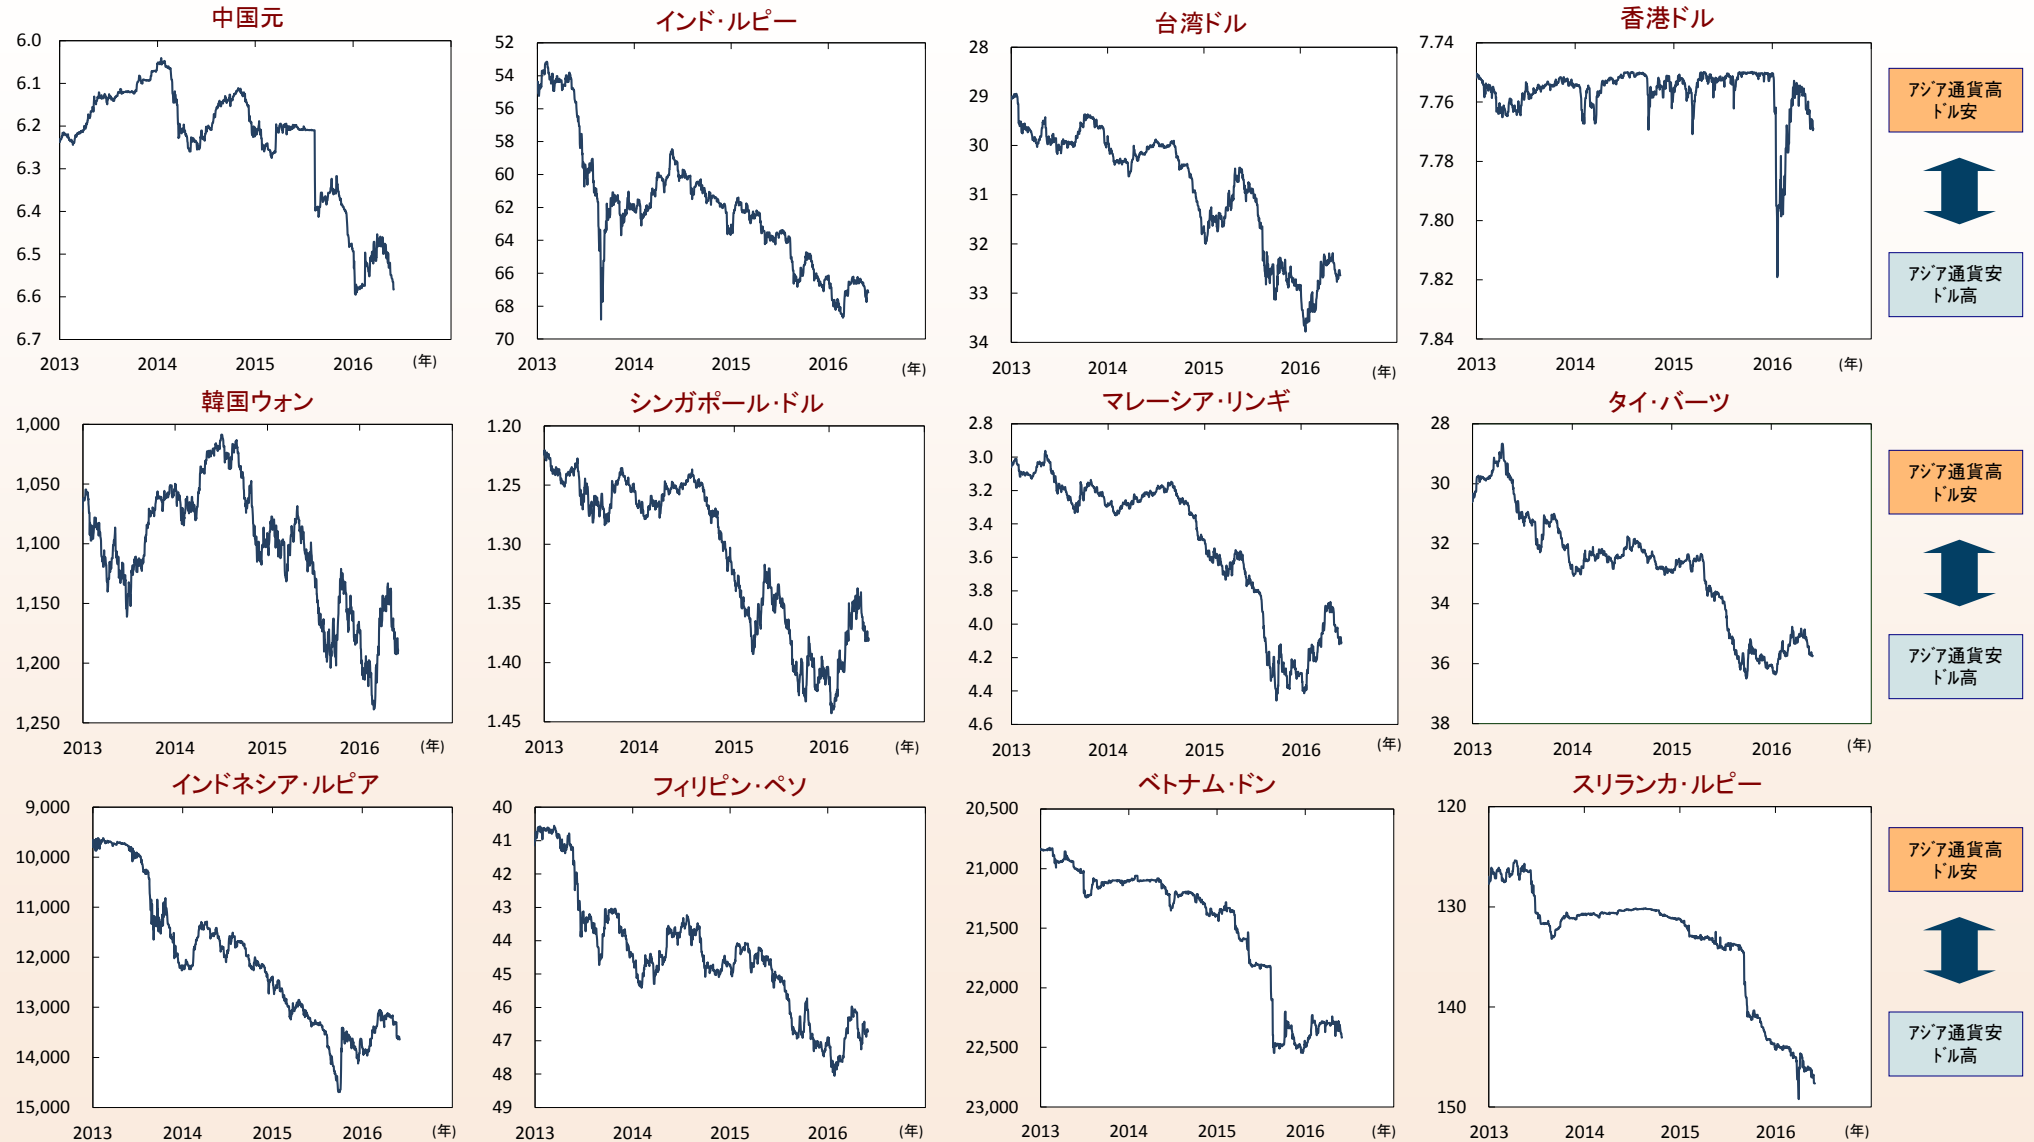 中国元
6.0
6.1
6.2
6.3
6.4
6.5
6.6
6.7
2013 2014 2015 2016 (年)
インド・ルピー
52
54
56
58
60
62
64
66
68
70
2013 2014 2015 2016 (年)
台湾ドル
28
29
30
31
32
33
34
2013 2014 2015 2016 (年)
香港ドル
7.74
7.76
7.78
7.80
7.82
7.84
2013 2014 2015 2016 (年)
アジア通貨高
ドル安
アジア通貨安
ドル高
韓国ウォン
1,000
1,050
1,100
1,150
1,200
1,250
2013 2014 2015 2016 (年)
シンガポール・ドル
1.20
1.25
1.30
1.35
1.40
1.45
2013 2014 2015 2016 (年)
マレーシア・リンギ
2.8
3.0
3.2
3.4
3.6
3.8
4.0
4.2
4.4
4.6
2013 2014 2015 2016 (年)
タイ・バーツ
28
30
32
34
36
38
2013 2014 2015 2016 (年)
アジア通貨高
ドル安
アジア通貨安
ドル高
インドネシア・ルピア
9,000
10,000
11,000
12,000
13,000
14,000
15,000
2013 2014 2015 2016 (年)
フィリピン・ペソ
40
41
42
43
44
45
46
47
48
49
2013 2014 2015 2016 (年)
ベトナム・ドン
20,500
21,000
21,500
22,000
22,500
23,000
2013 2014 2015 2016 (年)
スリランカ・ルピー
120
130
140
150
2013 2014 2015 2016 (年)
アジア通貨高
ドル安
アジア通貨安
ドル高